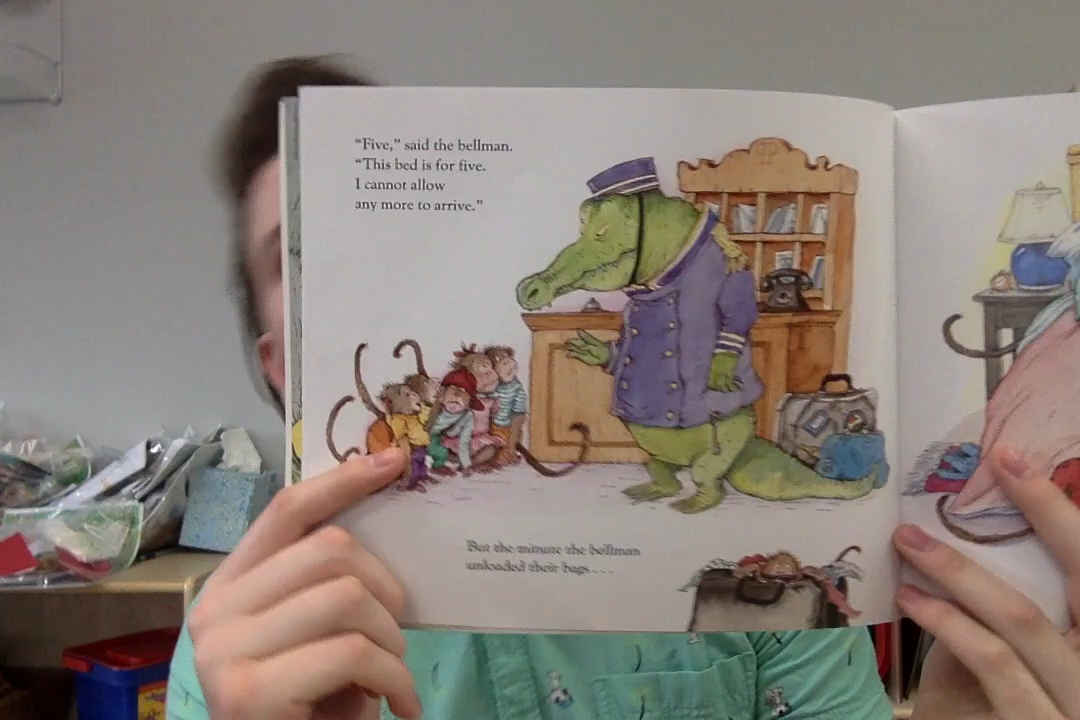 “Five,” said the bellman.
“This bed is for five.
I cannot allow
any more to arrive.”
But the minute the bellman
unloaded their bags . . .